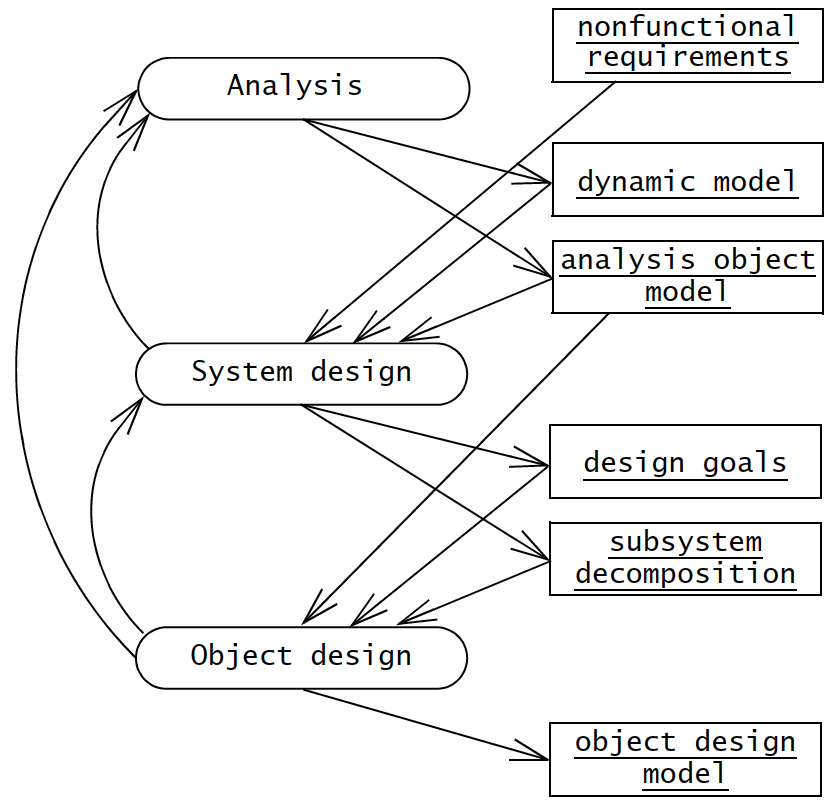 nonfunctional
requirements
Analysis
dynamic model
analysis object
model
System design
design goals
subsystem
decomposition
Object design
object design
model